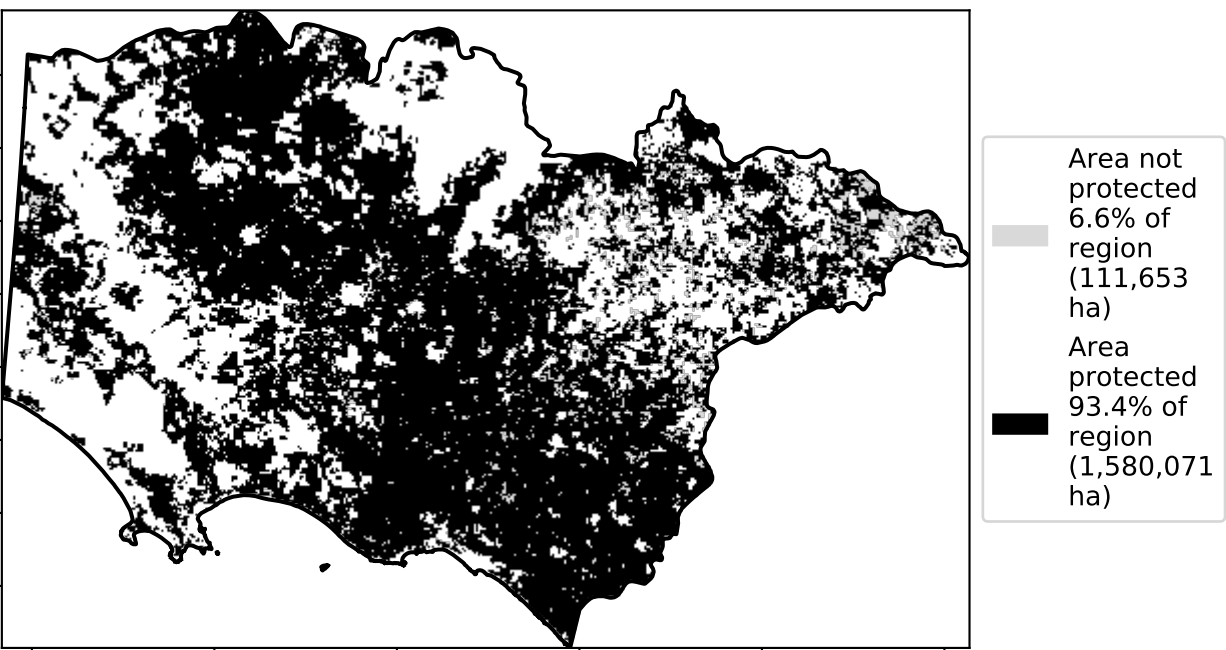 Area not
protected
6.6% of
region
(111,653
ha)
Area
protected
93.4% of
region
(1,580,071
ha)